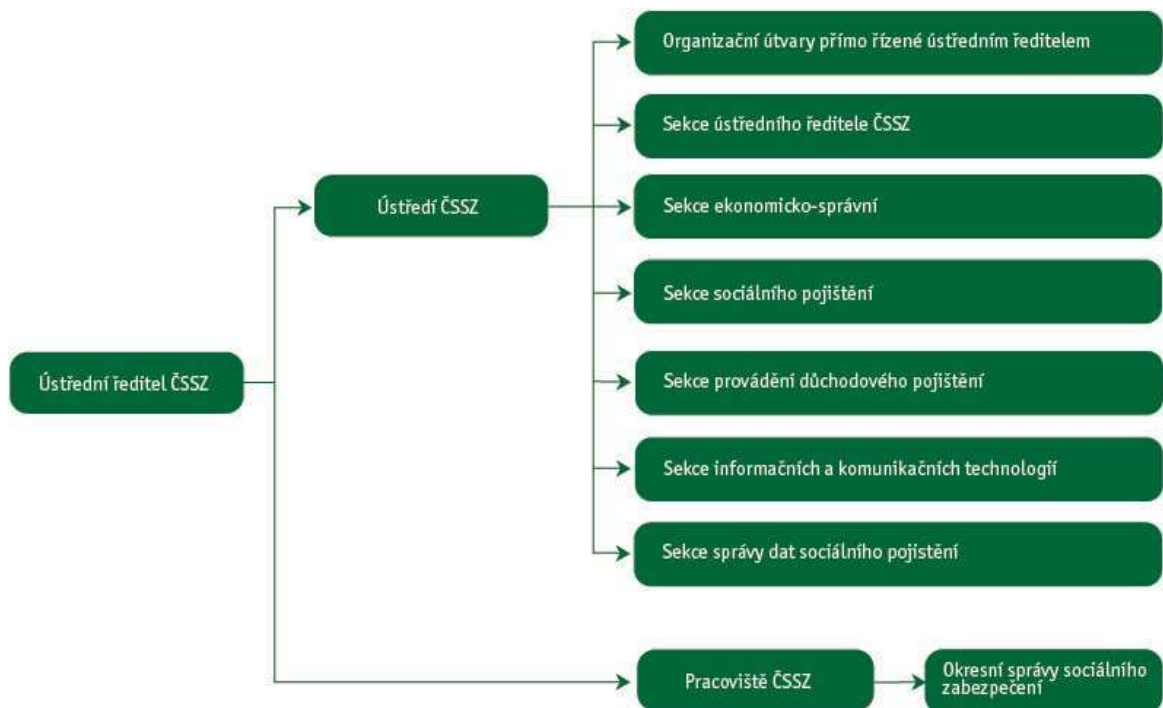 Organizační útvary přímo řízené ústředním ředitelem
Sekce ústředního ředitele ČSSZ
Ústředí ČSSZ
Sekce ekonomicko-správní
Sekce sociálního pojištění
Ústřední ředitel ČSSZ
Sekce provádění důchodového pojištění
Sekce informačních a komunikačních technologií
Sekce správy dat sociálního pojistění
Pracoviště ČSSZ
Okresní správy sociálního
zabezpečení